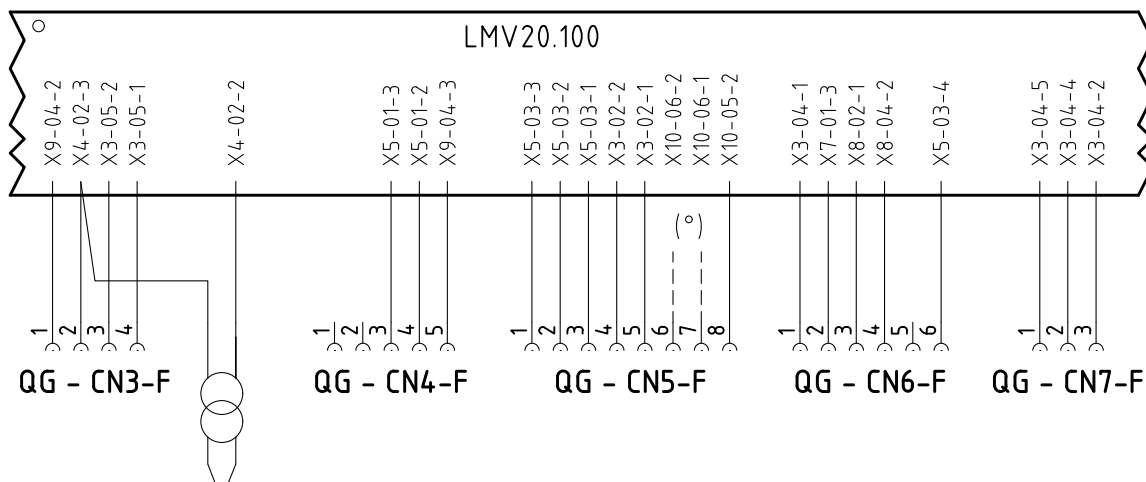 LMV20.100
X9-04-2
X4-02-3
X3-05-2
X3-05-1
X4-02-2
X5-01-3
X5-01-2
X9-04-3
X5-03-3
X5-03-2
X5-03-1
X3-02-2
X3-02-1
X10-06-2
X10-06-1
X10-05-2
X3-04-1
X7-01-3
X8-02-1
X8-04-2
X5-03-4
X3-04-5
X3-04-4
X3-04-2
(°)
1 2 3 4
1 2 3 4 5
1 2 3 4 5 6 7 8
1 2 3 4 5 6
1 2 3
QG - CN3-F
QG - CN4-F
QG - CN5-F
QG - CN6-F
QG - CN7-F